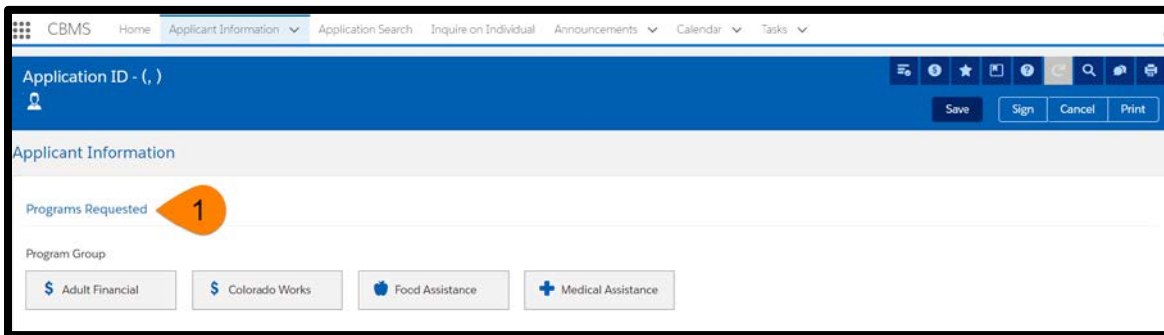 CBMS Home Applicant Information Application Search Inquire on Individual Announcements Calendar Tasks
Application ID - (, )
Save Sign Cancel Print
Applicant Information
Programs Requested 1
Program Group
$ Adult Financial $ Colorado Works Food Assistance Medical Assistance